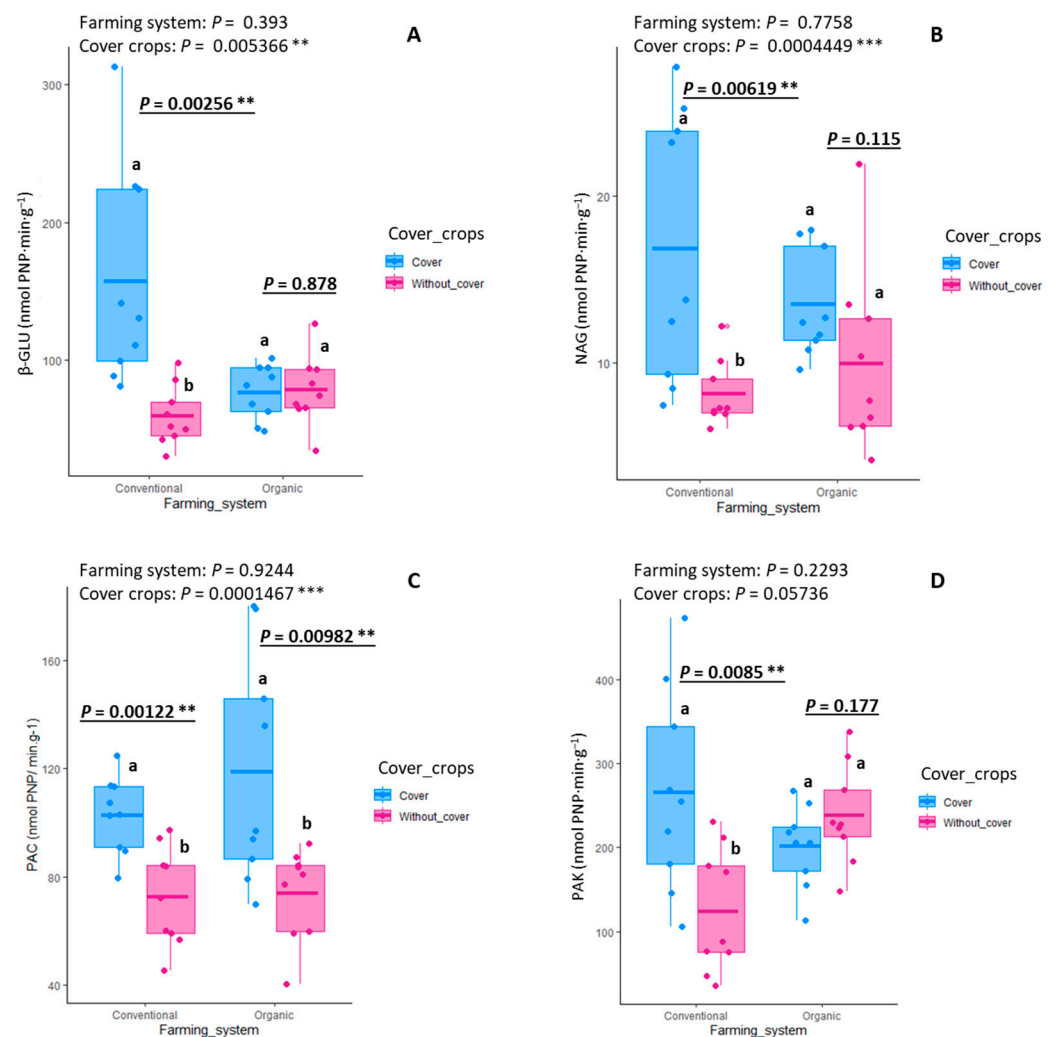 Farming system: P = 0.393
Cover crops: P = 0.005366 **
A
P = 0.00256 **
a
b
P = 0.878
a
a
300
200
100
β-GLU (nmol PNP·min·g⁻¹)
Conventional
Organic
Farming_system
Cover_crops
Cover
Without_cover
Farming system: P = 0.7758
Cover crops: P = 0.0004449 ***
B
P = 0.00619 **
a
b
P = 0.115
a
a
20
10
NAG (nmol PNP·min·g⁻¹)
Conventional
Organic
Farming_system
Cover_crops
Cover
Without_cover
Farming system: P = 0.9244
Cover crops: P = 0.0001467 ***
C
P = 0.00982 **
P = 0.00122 **
a
b
a
b
160
120
80
40
PAC (nmol PNP/ min.g-1)
Conventional
Organic
Farming_system
Cover_crops
Cover
Without_cover
Farming system: P = 0.2293
Cover crops: P = 0.05736
D
P = 0.0085 **
P = 0.177
a
b
a
a
400
300
200
100
PAK (nmol PNP·min·g⁻¹)
Conventional
Organic
Farming_system
Cover_crops
Cover
Without_cover